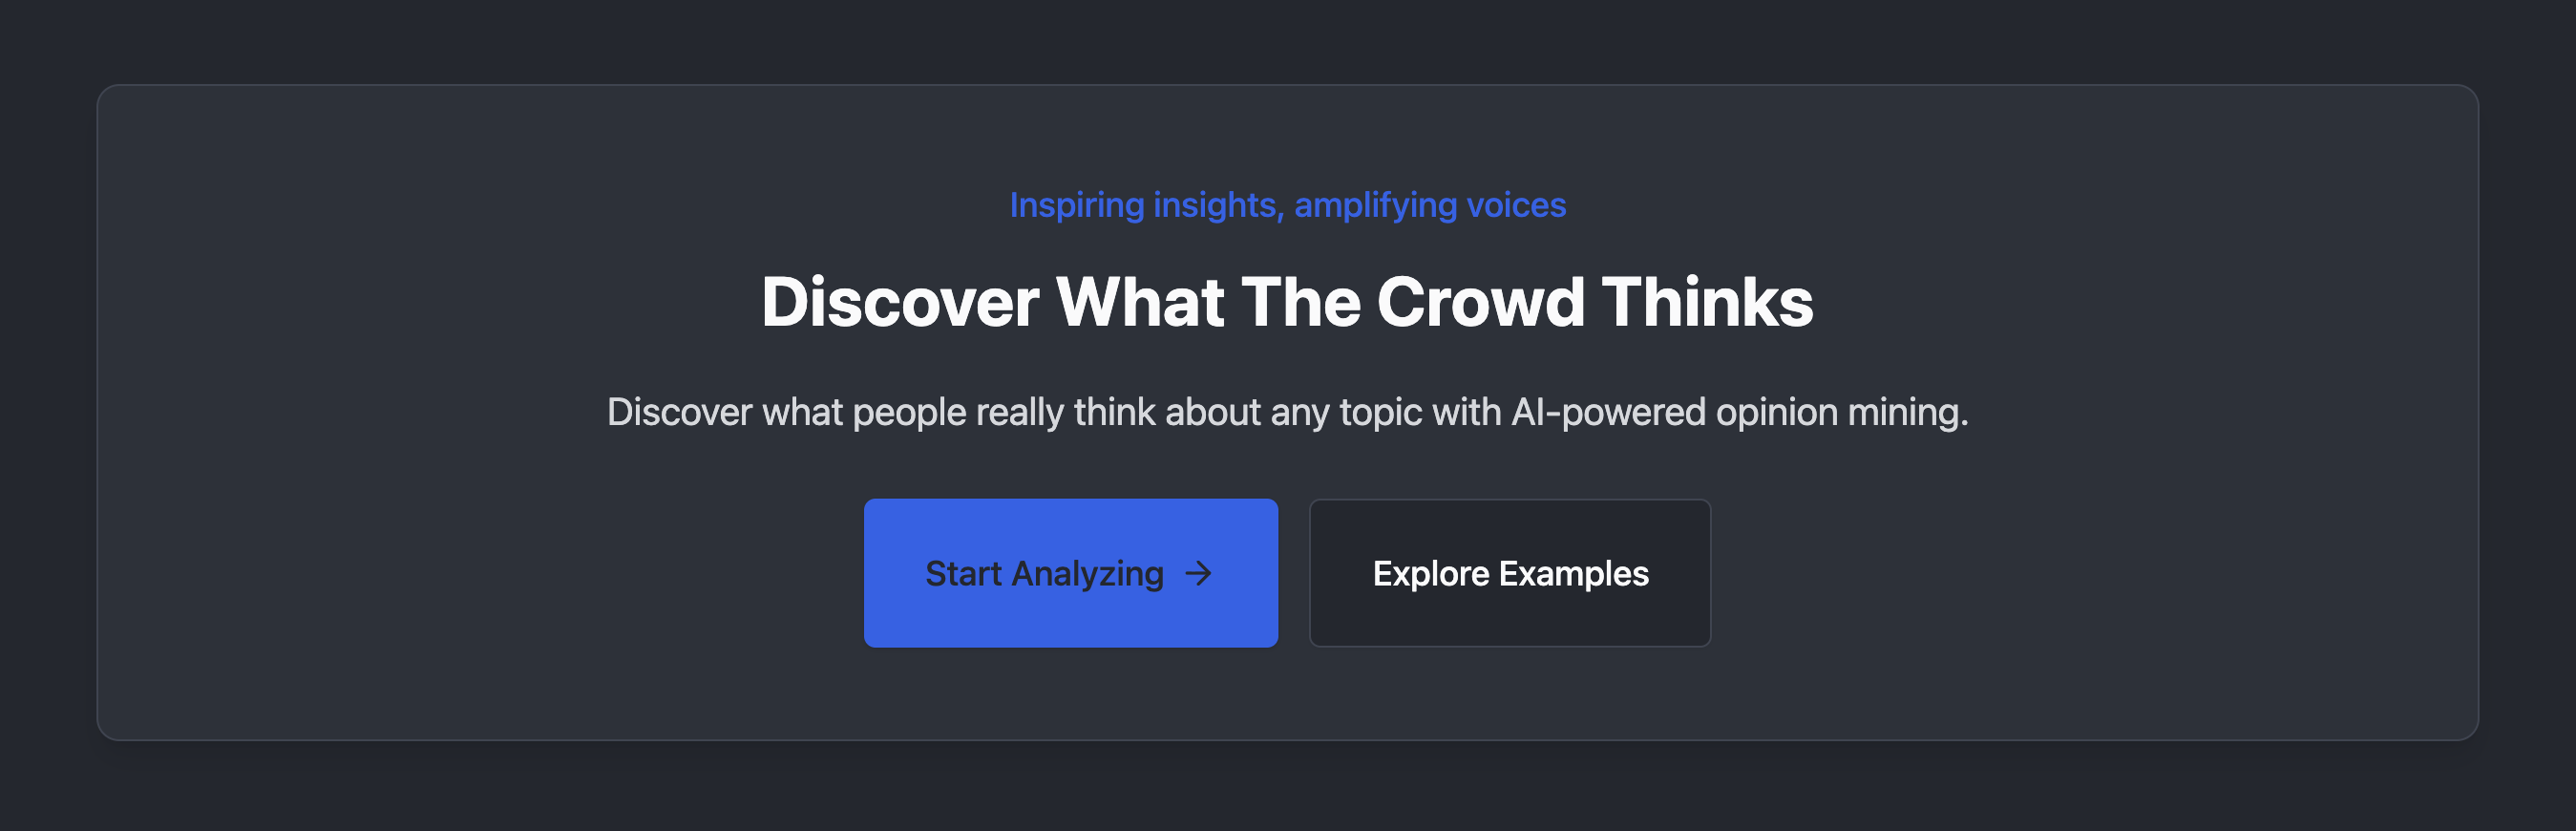 Inspiring insights, amplifying voices
Discover What The Crowd Thinks
Discover what people really think about any topic with AI-powered opinion mining.
Start Analyzing →
Explore Examples